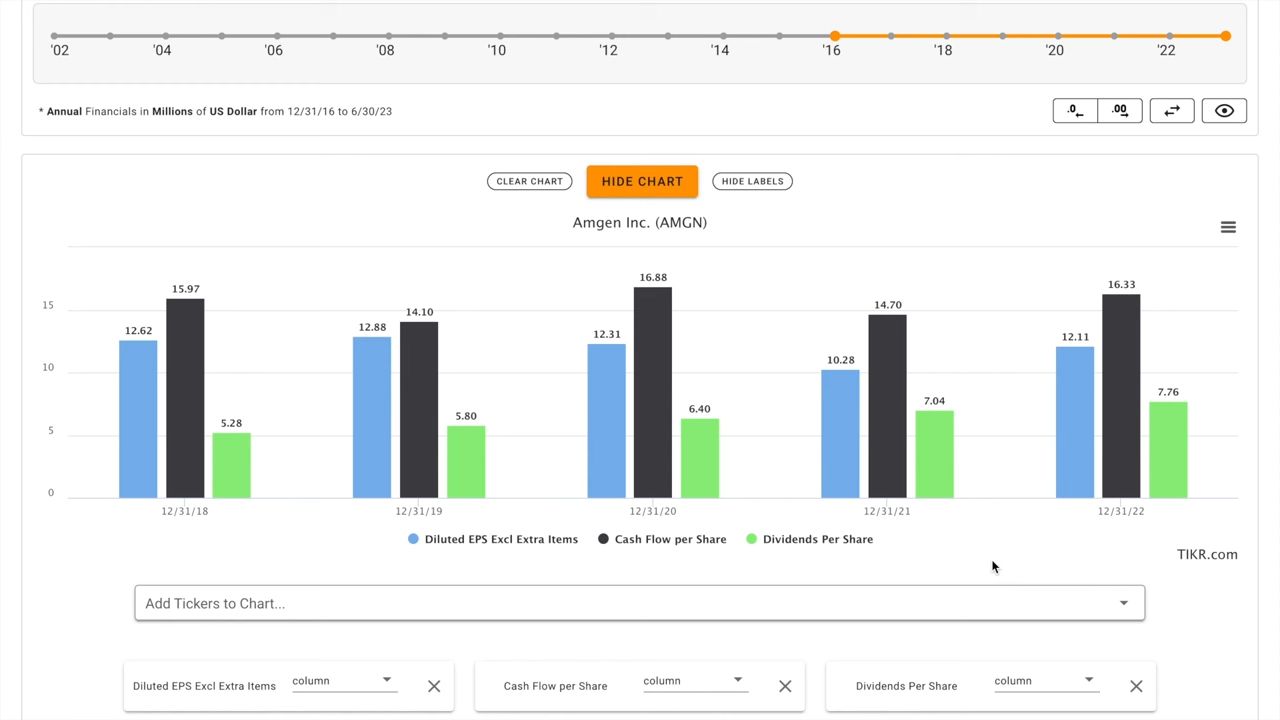 '02 '04 '06 '08 '10 '12 '14 '16 '18 '20 '22
* Annual Financials in Millions of US Dollar from 12/31/16 to 6/30/23
.0 .00
CLEAR CHART HIDE CHART HIDE LABELS
Amgen Inc. (AMGN)
16.88
15.97 16.33
15 14.10 14.70
12.62 12.88 12.31 12.11
10 10.28
7.76
7.04
6.40
5 5.28 5.80
0
12/31/18 12/31/19 12/31/20 12/31/21 12/31/22
Diluted EPS Excl Extra Items Cash Flow per Share Dividends Per Share
TIKR.com
Add Tickers to Chart...
Diluted EPS Excl Extra Items column Cash Flow per Share column Dividends Per Share column